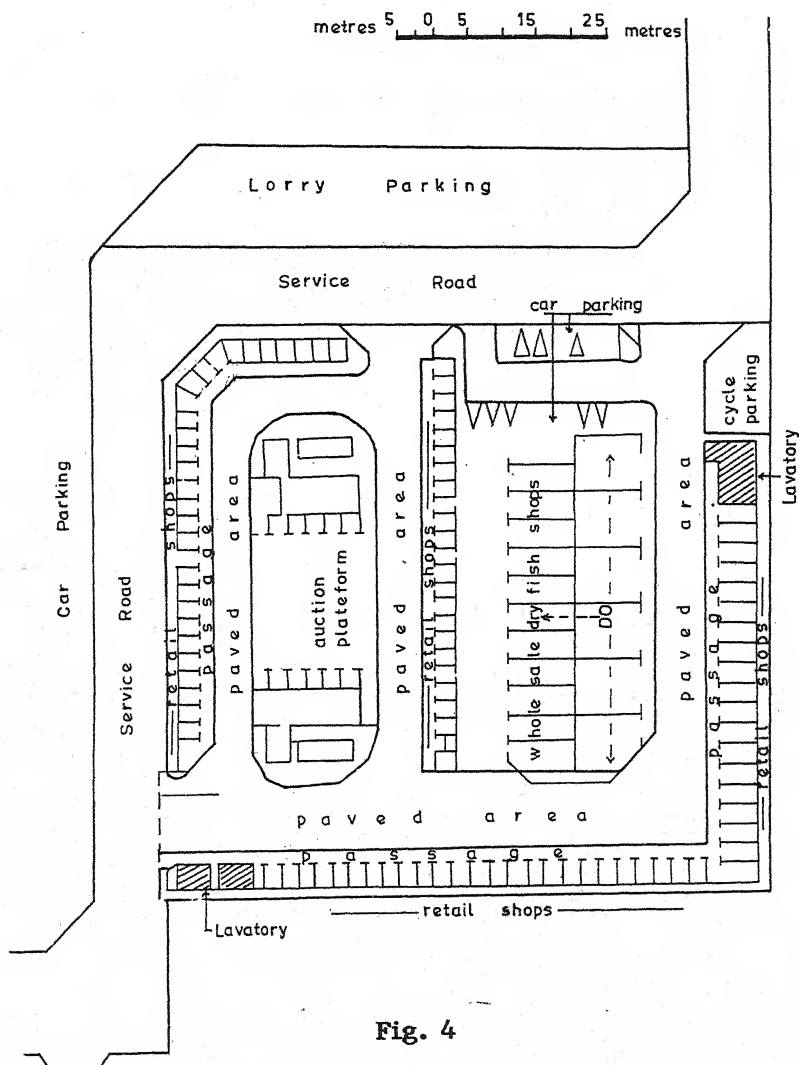 metres 5 0 5 15 25 metres
Lorry Parking
Service Road
car parking
cycle parking
Lavatory
Car Parking
Service Road
retail shops
passage
paved area
auction plateform
paved area
retail shops
whole sale dry fish shops
DO
paved area
passage
retail shops
paved area
passage
retail shops
Lavatory
Fig. 4